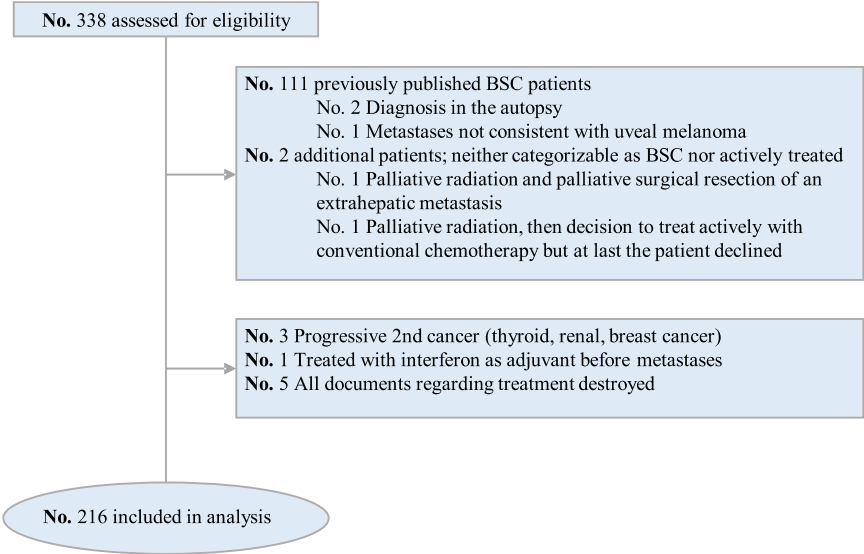 No. 338 assessed for eligibility
No. 111 previously published BSC patients
No. 2 Diagnosis in the autopsy
No. 1 Metastases not consistent with uveal melanoma
No. 2 additional patients; neither categorizable as BSC nor actively treated
No. 1 Palliative radiation and palliative surgical resection of an
extrahepatic metastasis
No. 1 Palliative radiation, then decision to treat actively with
conventional chemotherapy but at last the patient declined
No. 3 Progressive 2nd cancer (thyroid, renal, breast cancer)
No. 1 Treated with interferon as adjuvant before metastases
No. 5 All documents regarding treatment destroyed
No. 216 included in analysis